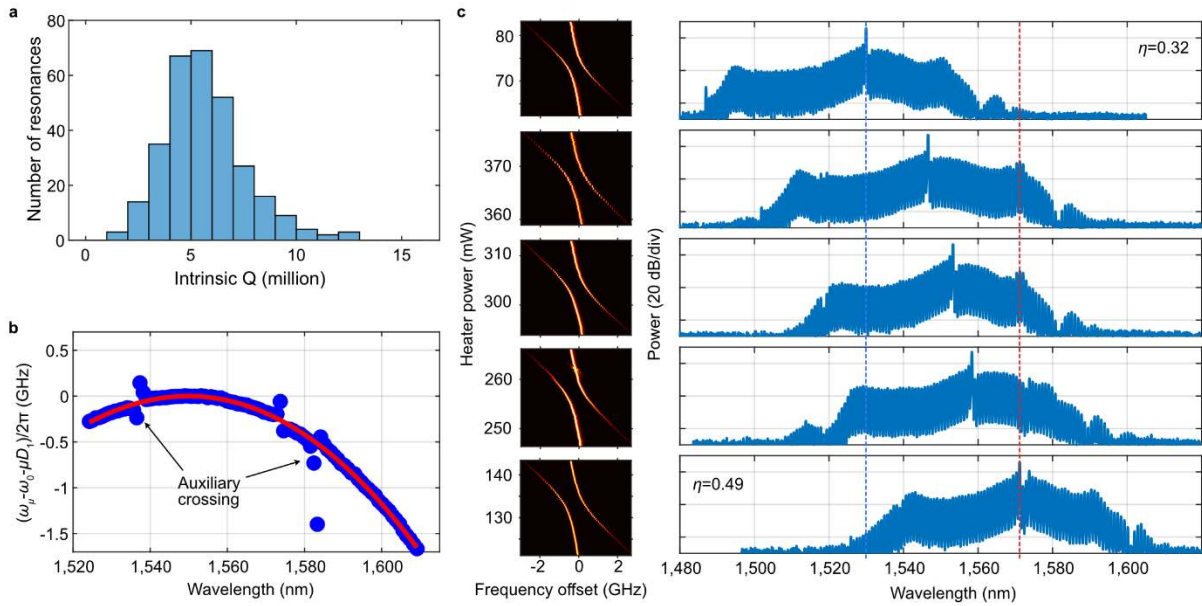 a
80
60
40
20
0
Number of resonances
0
5
10
15
Intrinsic Q (million)
b
0.5
0
-0.5
-1
-1.5
(ω_μ-ω_0-μD_1)/2π (GHz)
Auxiliary
crossing
1,520
1,540
1,560
1,580
1,600
Wavelength (nm)
c
Heater power (mW)
80
70
370
360
310
300
260
250
140
130
-2
0
2
Frequency offset (GHz)
Power (20 dB/div)
η=0.32
η=0.49
1,480
1,500
1,520
1,540
1,560
1,580
1,600
Wavelength (nm)